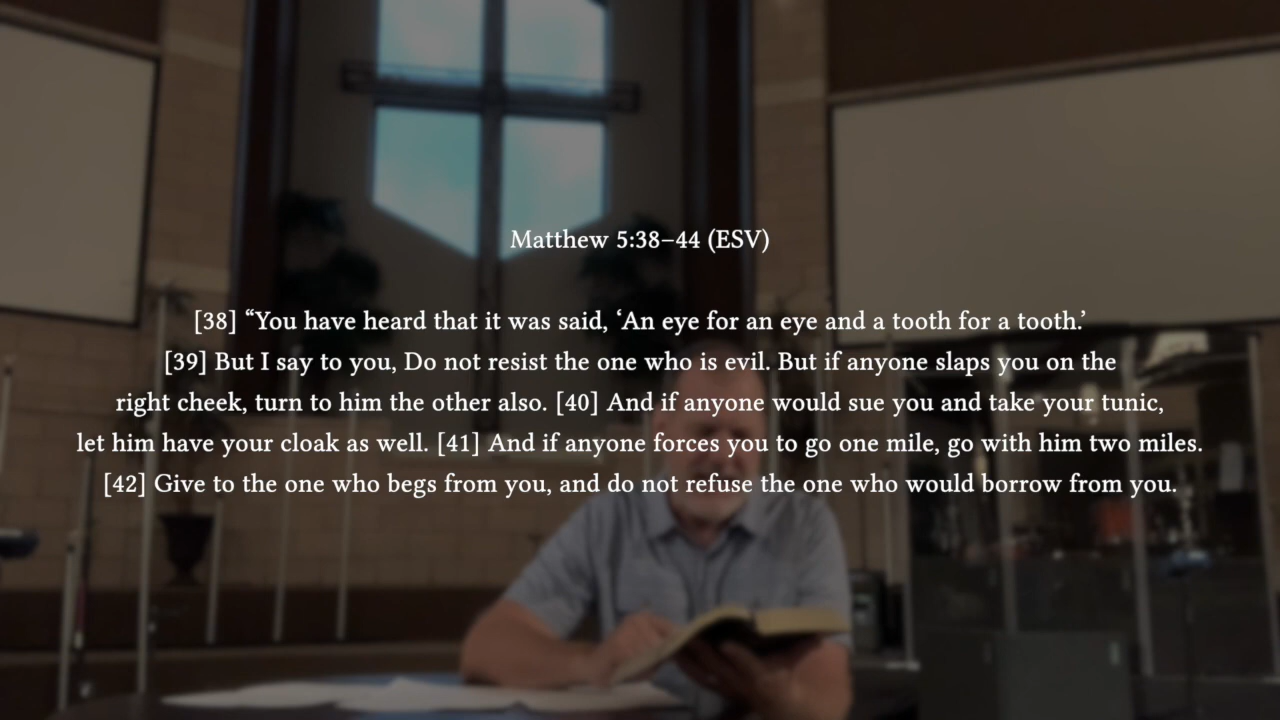 Matthew 5:38–44 (ESV)
[38] “You have heard that it was said, ‘An eye for an eye and a tooth for a tooth.’
[39] But I say to you, Do not resist the one who is evil. But if anyone slaps you on the
right cheek, turn to him the other also. [40] And if anyone would sue you and take your tunic,
let him have your cloak as well. [41] And if anyone forces you to go one mile, go with him two miles.
[42] Give to the one who begs from you, and do not refuse the one who would borrow from you.